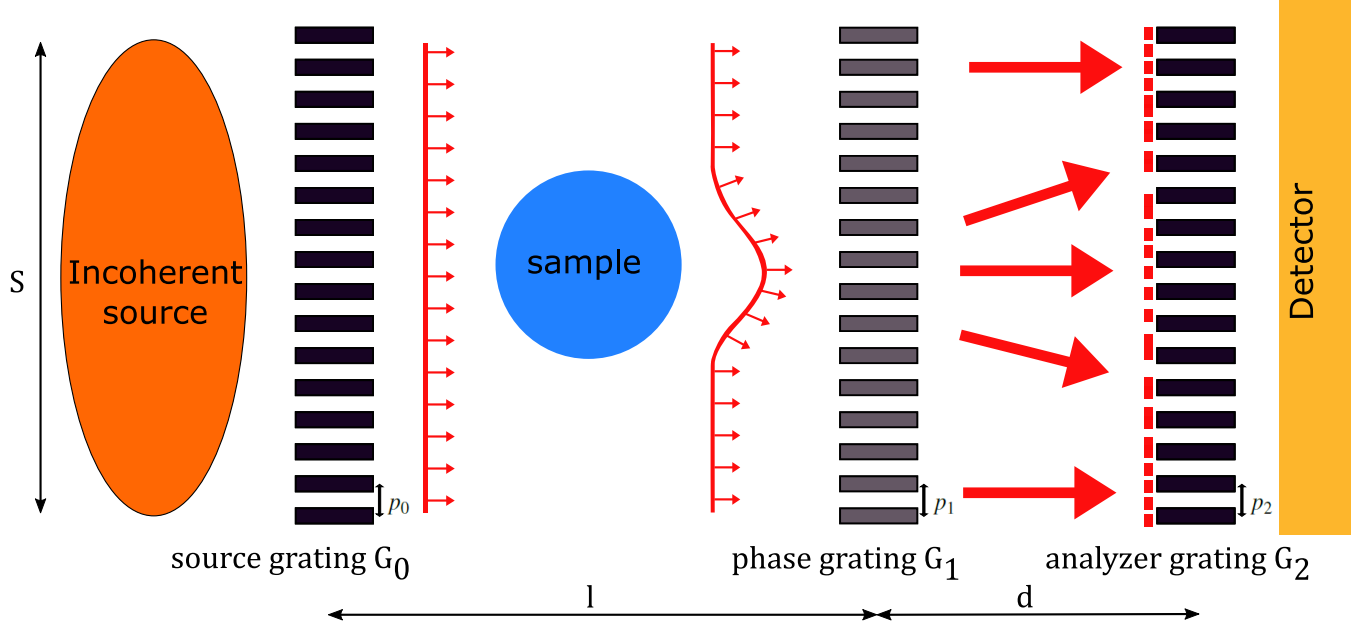 S
Incoherent
source
sample
Detector
p₀
p₁
p₂
source grating G₀
phase grating G₁
analyzer grating G₂
l
d